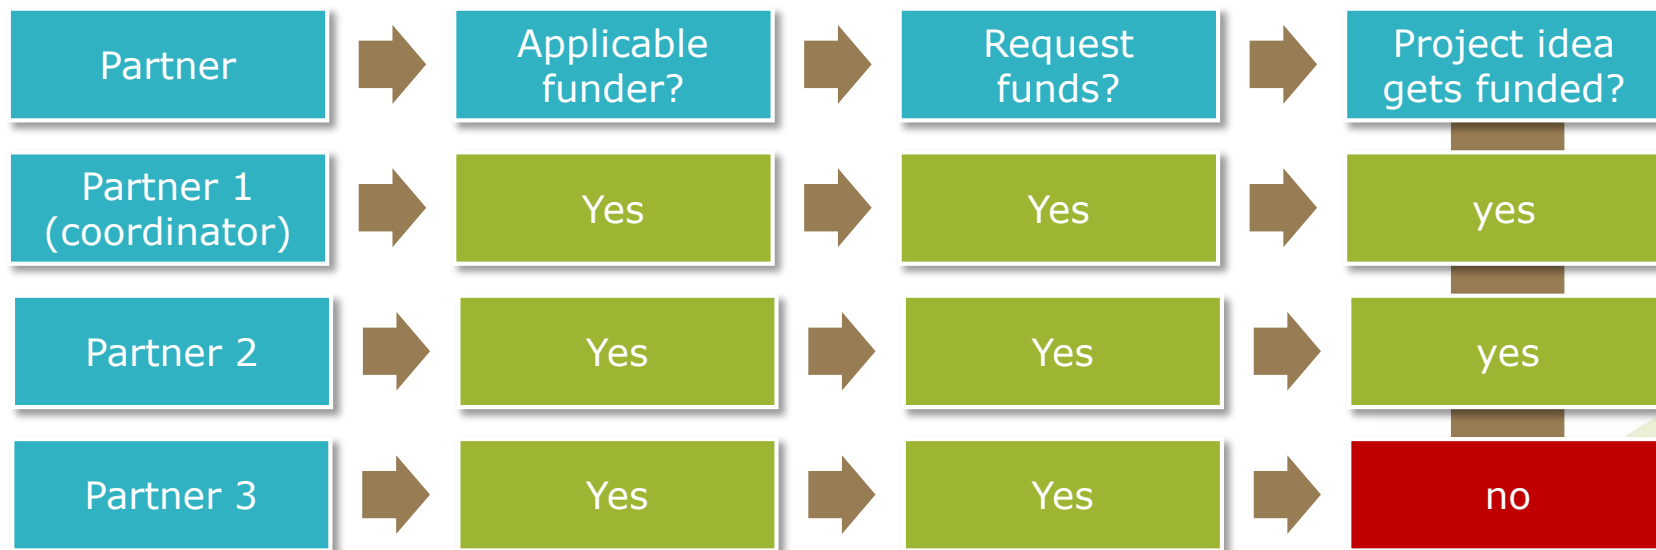 Partner
Applicable
funder?
Request
funds?
Project idea
gets funded?
Partner 1
(coordinator)
Yes
Yes
yes
Partner 2
Yes
Yes
yes
Partner 3
Yes
Yes
no